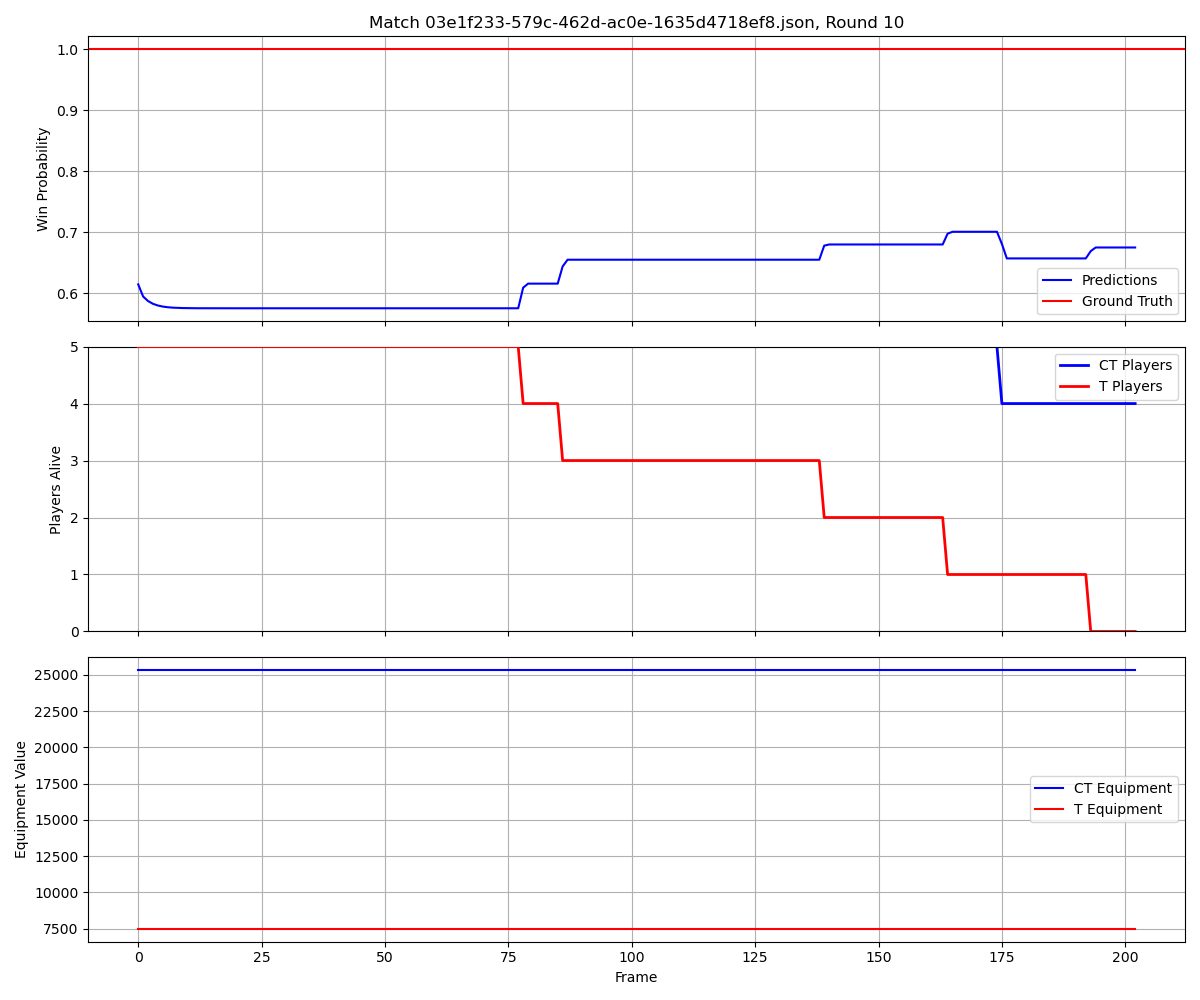 Match 03e1f233-579c-462d-ac0e-1635d4718ef8.json, Round 10
Win Probability
1.0
0.9
0.8
0.7
0.6
Predictions
Ground Truth
Players Alive
5
4
3
2
1
0
CT Players
T Players
Equipment Value
25000
22500
20000
17500
15000
12500
10000
7500
CT Equipment
T Equipment
0 25 50 75 100 125 150 175 200
Frame